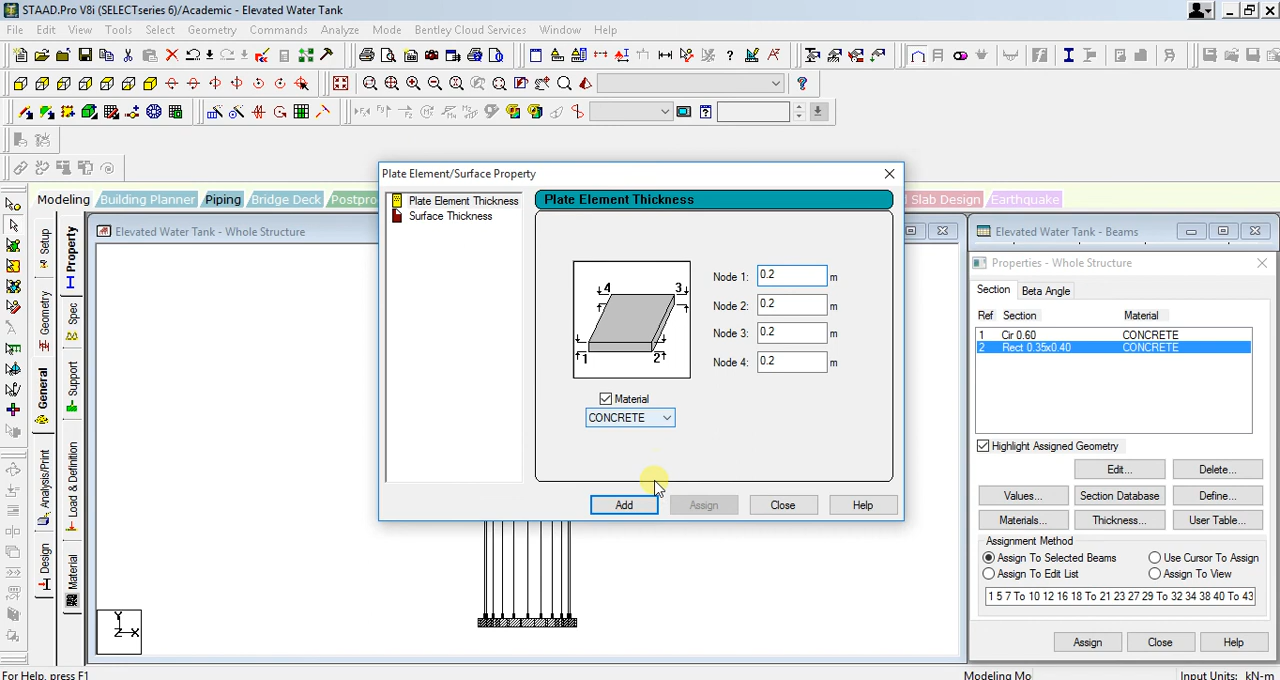 STAAD.Pro V8i (SELECTseries 6)/Academic - Elevated Water Tank
File Edit View Tools Select Geometry Commands Analyze Mode Bentley Cloud Services Window Help
Modeling Building Planner Piping Bridge Deck Postpro Slab Design Earthquake
Elevated Water Tank - Whole Structure
Setup
Geometry
General
Analysis/Print
Design
Property
Spec
Support
Load & Definition
Material
Plate Element/Surface Property
Plate Element Thickness
Surface Thickness
Plate Element Thickness
4 3
1 2
Node 1: 0.2 m
Node 2: 0.2 m
Node 3: 0.2 m
Node 4: 0.2 m
Material
CONCRETE
Add Assign Close Help
Y
Z X
Elevated Water Tank - Beams
Properties - Whole Structure
Section Beta Angle
Ref Section Material
1 Cir 0.60 CONCRETE
2 Rect 0.35x0.40 CONCRETE
Highlight Assigned Geometry
Edit... Delete...
Values... Section Database Define...
Materials... Thickness... User Table...
Assignment Method
Assign To Selected Beams Use Cursor To Assign
Assign To Edit List Assign To View
1 5 7 To 10 12 16 18 To 21 23 27 29 To 32 34 38 40 To 43
Assign Close Help
For Help, press F1 Modeling Mo Input Units: kN-m